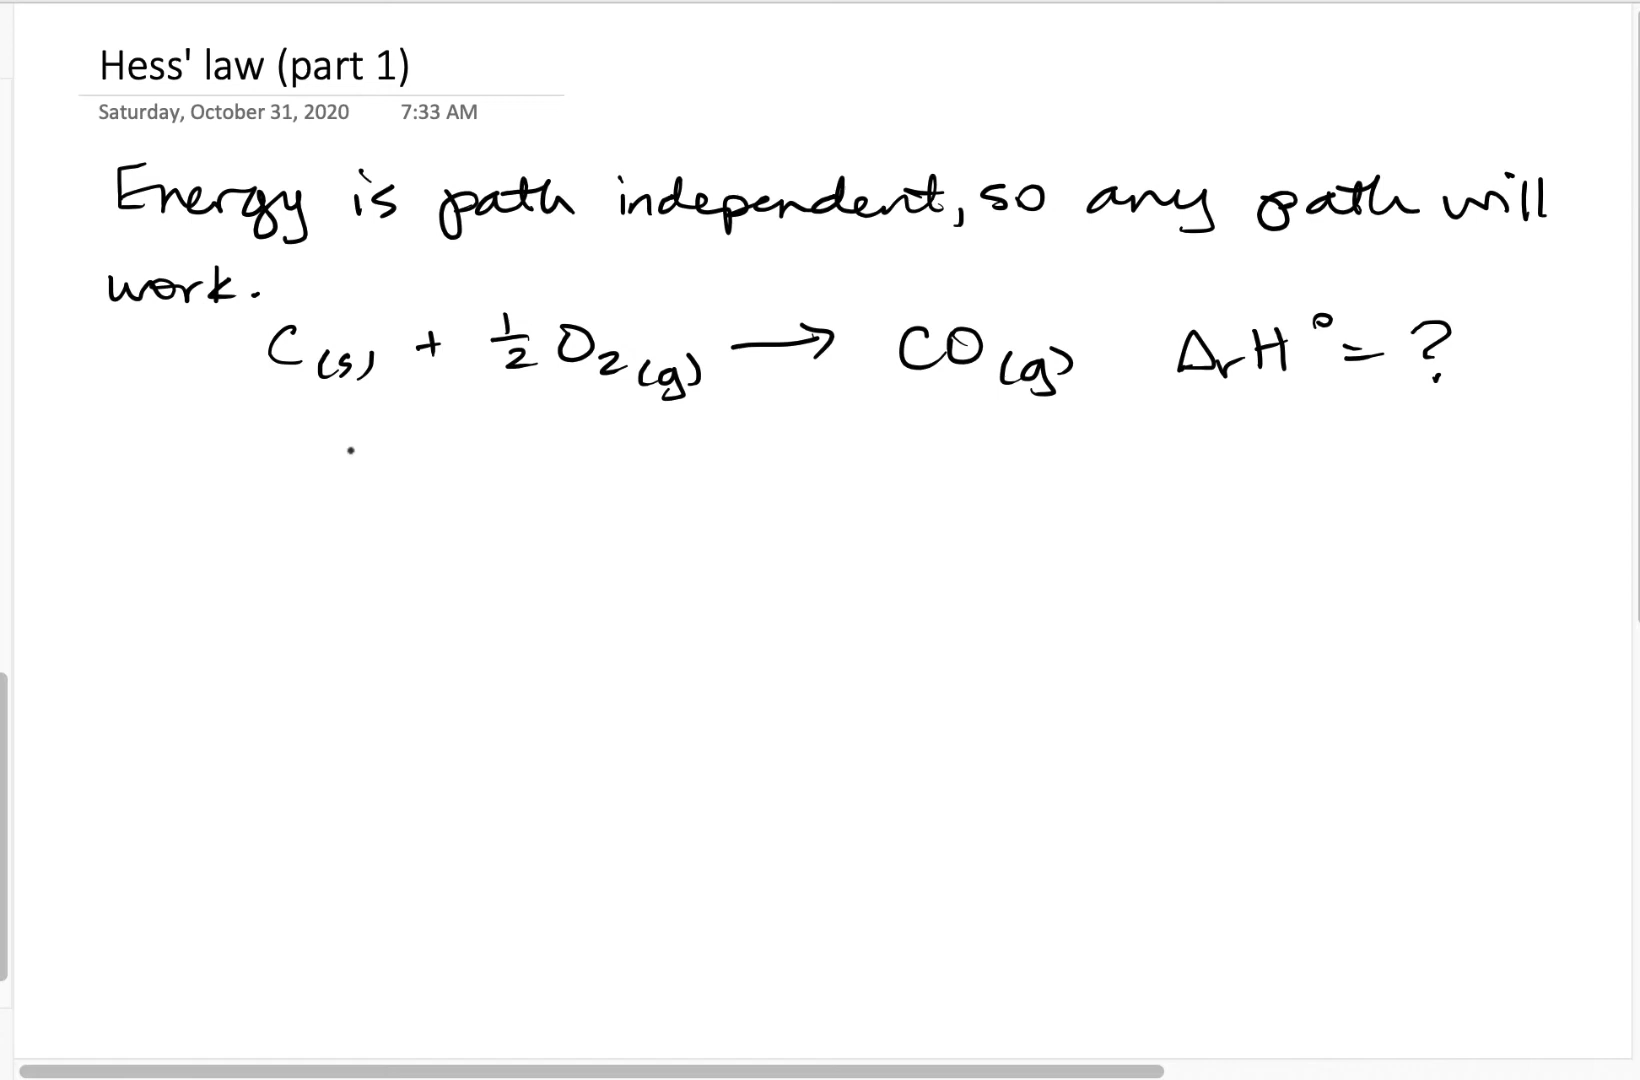 Hess' law (part 1)
Saturday, October 31, 2020 7:33 AM
Energy is path independent, so any path will
work.
C(s) + ½ O₂(g) ⟶ CO(g) ΔrH° = ?